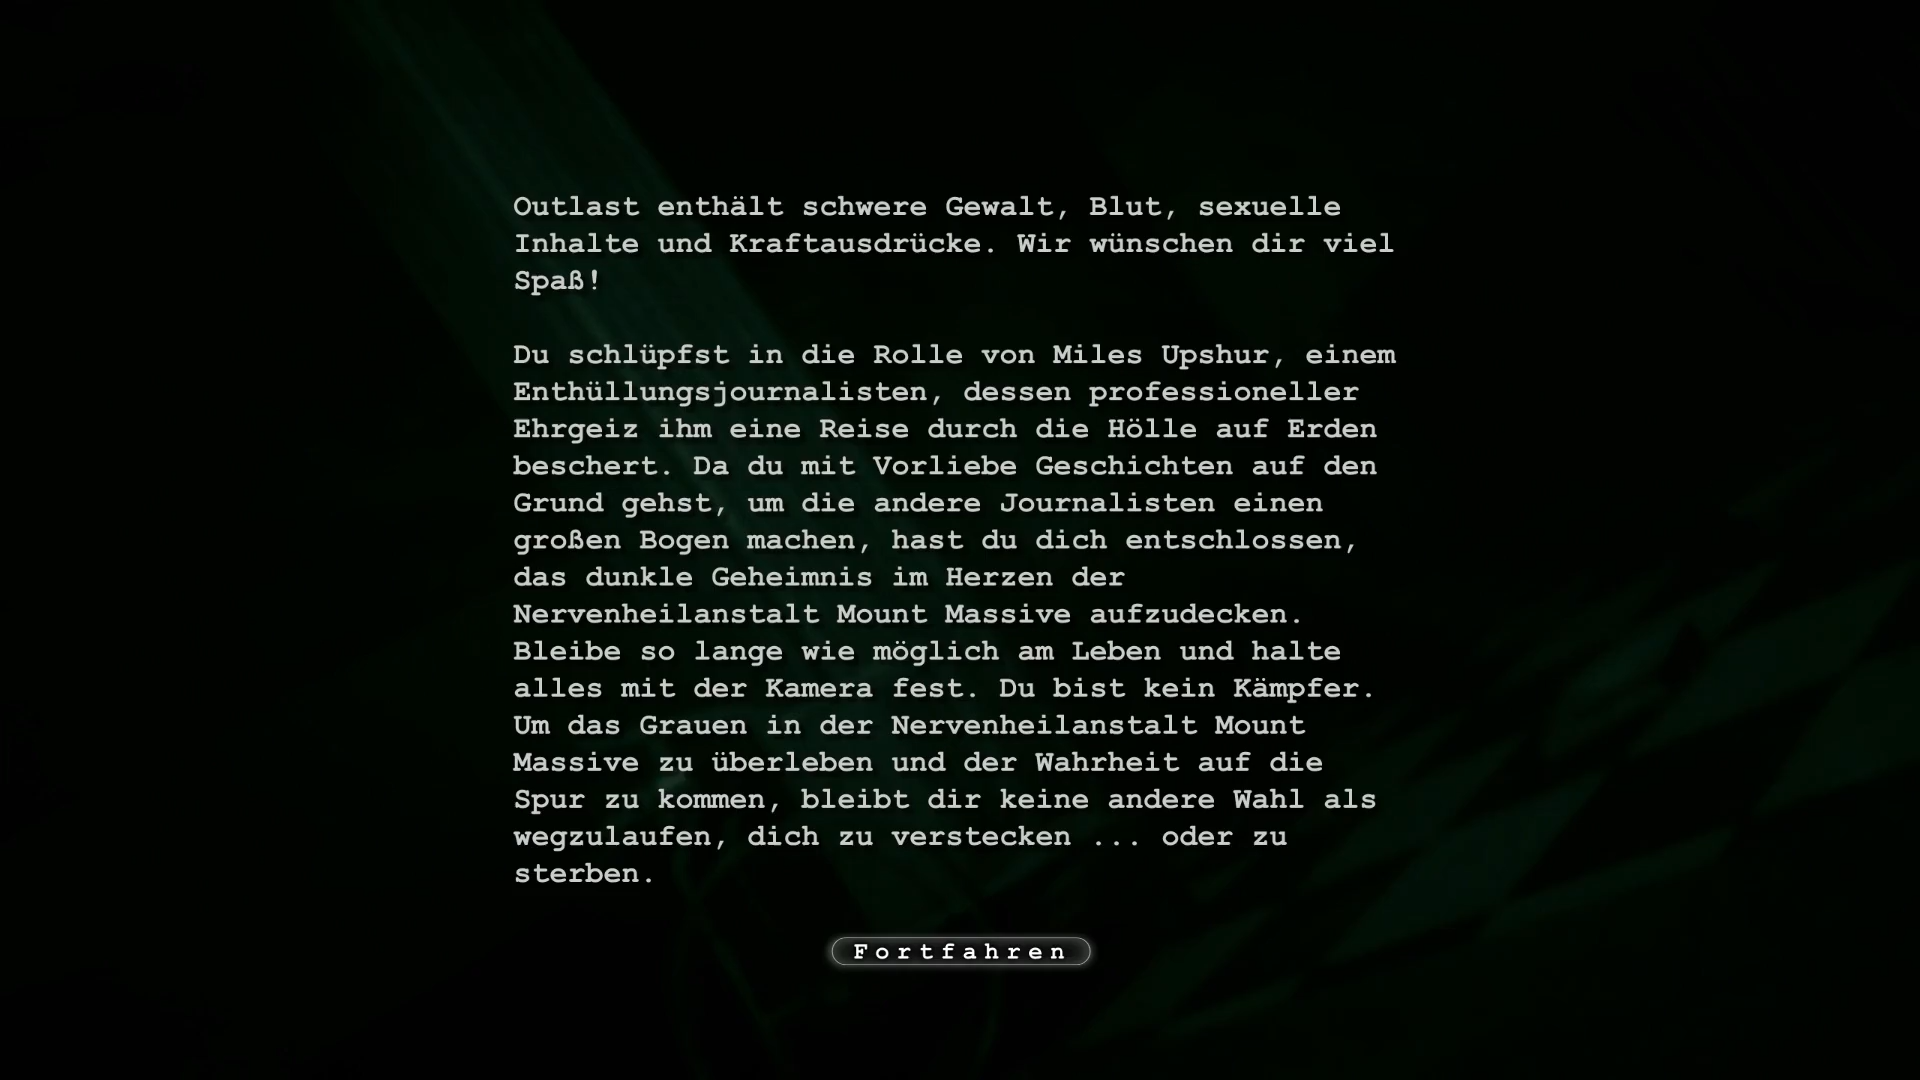 Outlast enthält schwere Gewalt, Blut, sexuelle
Inhalte und Kraftausdrücke. Wir wünschen dir viel
Spaß!
Du schlüpfst in die Rolle von Miles Upshur, einem
Enthüllungsjournalisten, dessen professioneller
Ehrgeiz ihm eine Reise durch die Hölle auf Erden
beschert. Da du mit Vorliebe Geschichten auf den
Grund gehst, um die andere Journalisten einen
großen Bogen machen, hast du dich entschlossen,
das dunkle Geheimnis im Herzen der
Nervenheilanstalt Mount Massive aufzudecken.
Bleibe so lange wie möglich am Leben und halte
alles mit der Kamera fest. Du bist kein Kämpfer.
Um das Grauen in der Nervenheilanstalt Mount
Massive zu überleben und der Wahrheit auf die
Spur zu kommen, bleibt dir keine andere Wahl als
wegzulaufen, dich zu verstecken ... oder zu
sterben.
Fortfahren